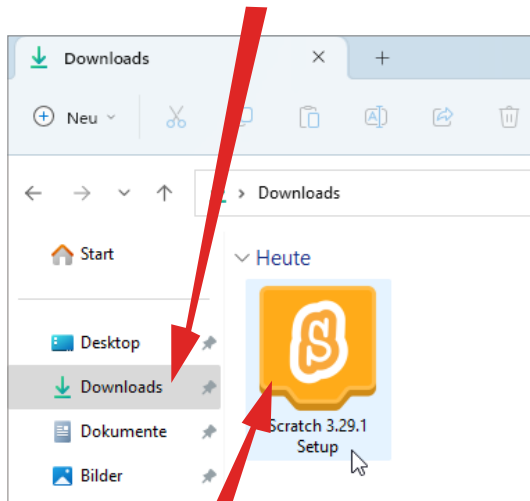 Downloads
Neu
Downloads
Start
Heute
Desktop
Downloads
Dokumente
Bilder
Scratch 3.29.1
Setup